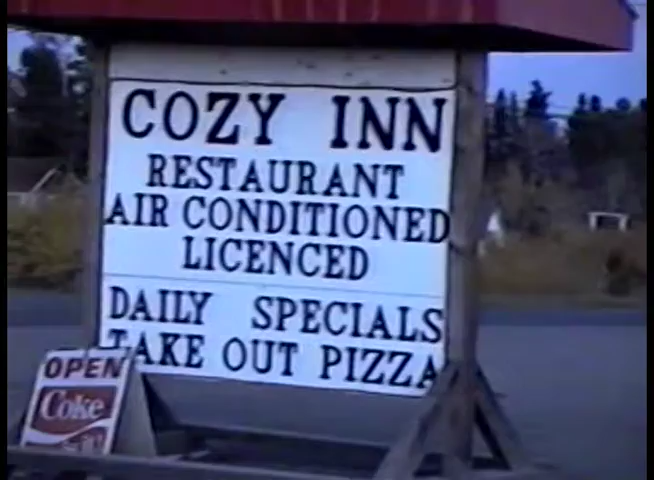 COZY INN
RESTAURANT
AIR CONDITIONED
LICENCED
DAILY SPECIALS
TAKE OUT PIZZA
OPEN
Coke